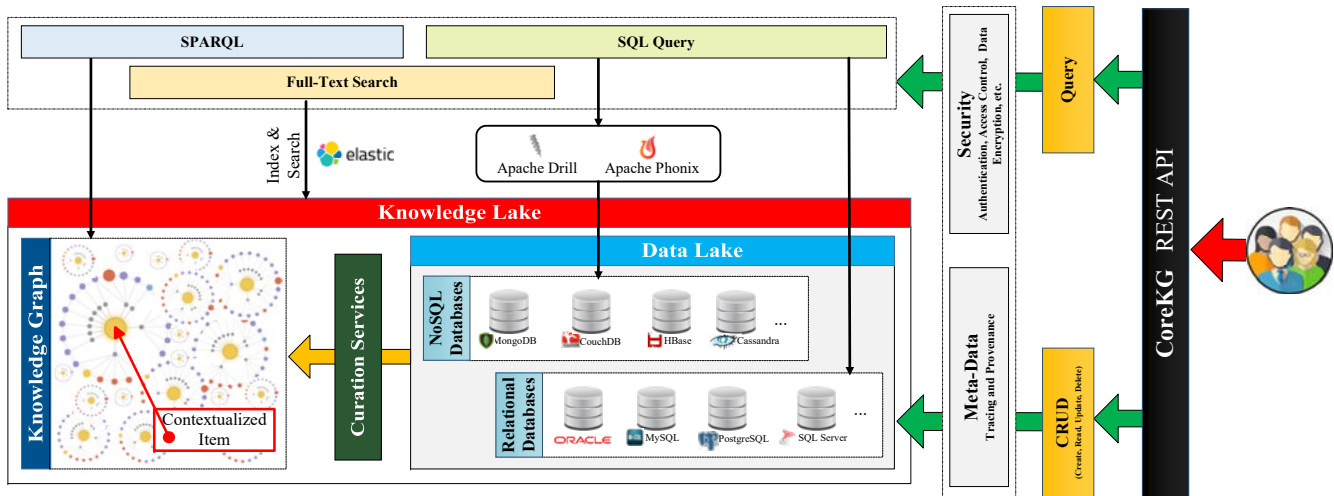 SPARQL
SQL Query
Full-Text Search
Index &
Search
elastic
Apache Drill
Apache Phonix
Knowledge Lake
Knowledge Graph
Contextualized
Item
Curation Services
Data Lake
NoSQL
Databases
MongoDB
CouchDB
HBase
Cassandra
...
Relational
Databases
ORACLE
MySQL
PostgreSQL
SQL Server
...
Security
Authentication, Access Control, Data
Encryption, etc.
Meta-Data
Tracing and Provenance
Query
CRUD
(Create, Read, Update, Delete)
CoreKG REST API